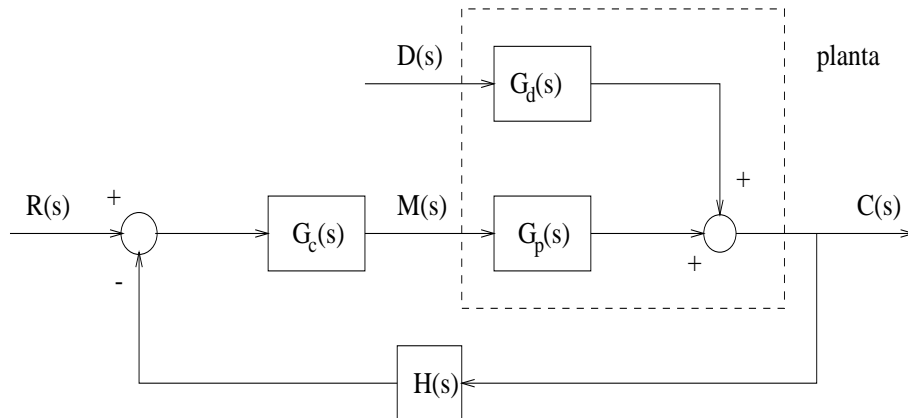 D(s)
G_d(s)
planta
R(s)
+
-
G_c(s)
M(s)
G_p(s)
+
+
C(s)
H(s)